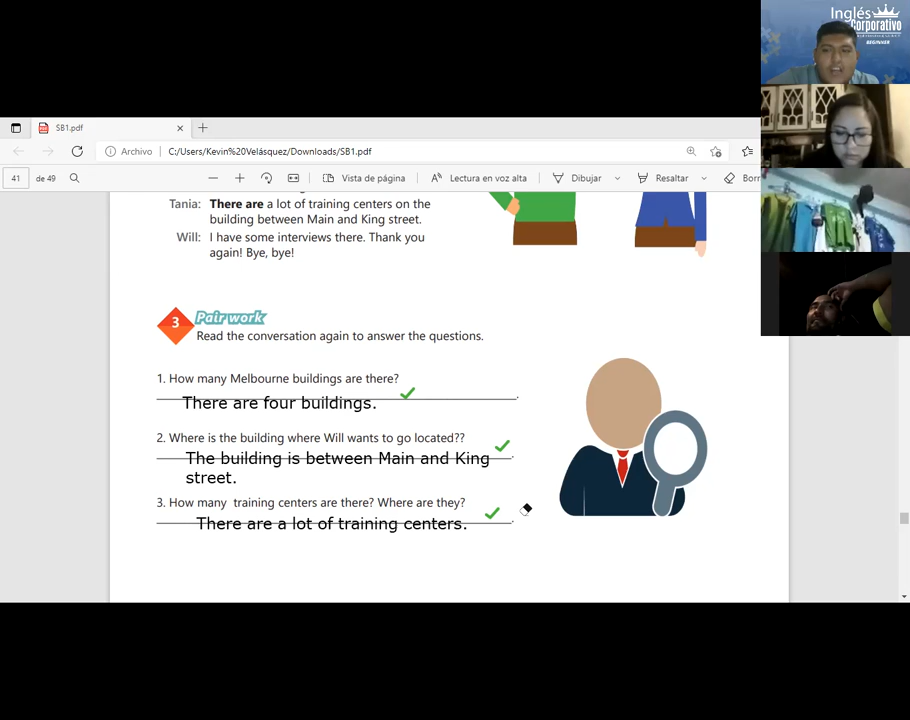 Inglés
Corporativo
BEGINNER
SB1.pdf
Archivo
C:/Users/Kevin%20Velásquez/Downloads/SB1.pdf
41
de 49
Vista de página
Lectura en voz alta
Dibujar
Resaltar
Borr
Tania: There are a lot of training centers on the
building between Main and King street.
Will: I have some interviews there. Thank you
again! Bye, bye!
3
Pair work
Read the conversation again to answer the questions.
1. How many Melbourne buildings are there?
There are four buildings.
2. Where is the building where Will wants to go located??
The building is between Main and King
street.
3. How many training centers are there? Where are they?
There are a lot of training centers.